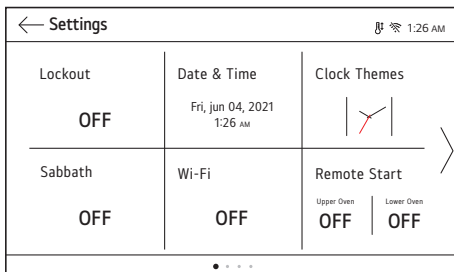 Settings
1:26 AM
Lockout
OFF
Date & Time
Fri, jun 04, 2021
1:26 AM
Clock Themes
Sabbath
OFF
Wi-Fi
OFF
Remote Start
Upper Oven
OFF
Lower Oven
OFF